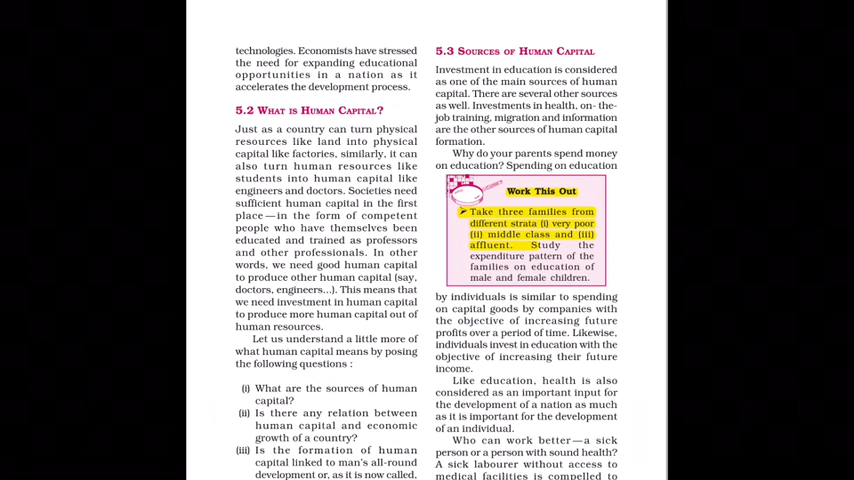 technologies. Economists have stressed
the need for expanding educational
opportunities in a nation as it
accelerates the development process.
5.2 WHAT IS HUMAN CAPITAL?
Just as a country can turn physical
resources like land into physical
capital like factories, similarly, it can
also turn human resources like
students into human capital like
engineers and doctors. Societies need
sufficient human capital in the first
place—in the form of competent
people who have themselves been
educated and trained as professors
and other professionals. In other
words, we need good human capital
to produce other human capital (say,
doctors, engineers...). This means that
we need investment in human capital
to produce more human capital out of
human resources.
Let us understand a little more of
what human capital means by posing
the following questions :
(i) What are the sources of human
capital?
(ii) Is there any relation between
human capital and economic
growth of a country?
(iii) Is the formation of human
capital linked to man's all-round
development or, as it is now called,
5.3 SOURCES OF HUMAN CAPITAL
Investment in education is considered
as one of the main sources of human
capital. There are several other sources
as well. Investments in health, on- the-
job training, migration and information
are the other sources of human capital
formation.
Why do your parents spend money
on education? Spending on education
Work This Out
➢ Take three families from
different strata (i) very poor
(ii) middle class and (iii)
affluent. Study the
expenditure pattern of the
families on education of
male and female children.
by individuals is similar to spending
on capital goods by companies with
the objective of increasing future
profits over a period of time. Likewise,
individuals invest in education with the
objective of increasing their future
income.
Like education, health is also
considered as an important input for
the development of a nation as much
as it is important for the development
of an individual.
Who can work better—a sick
person or a person with sound health?
A sick labourer without access to
medical facilities is compelled to